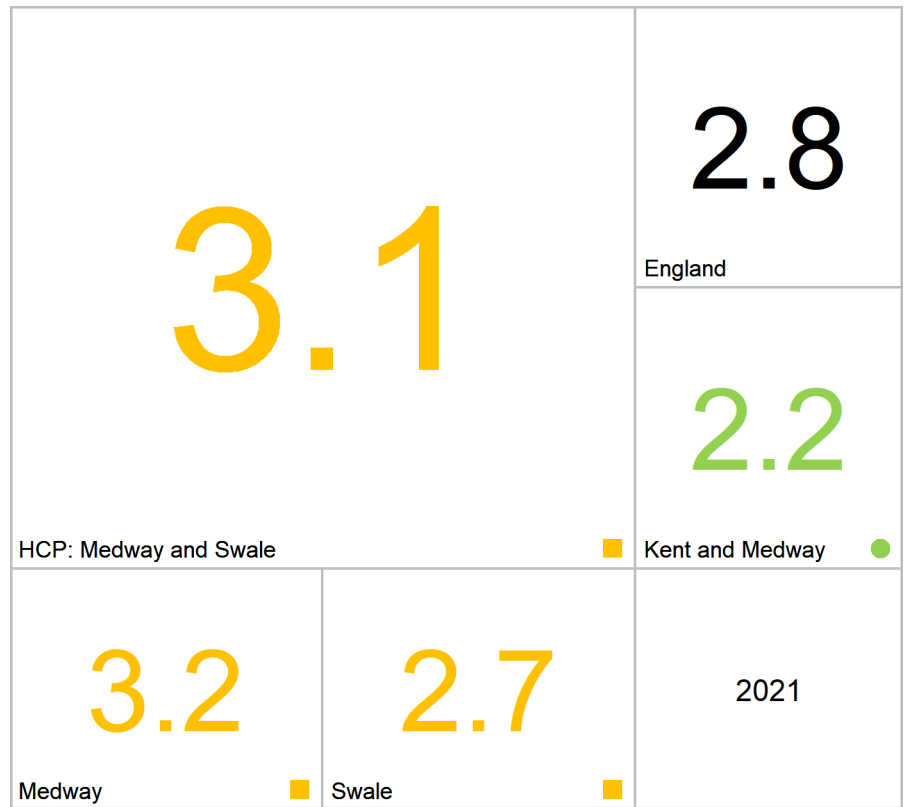 3.1
HCP: Medway and Swale
2.8
England
2.2
Kent and Medway
3.2
Medway
2.7
Swale
2021